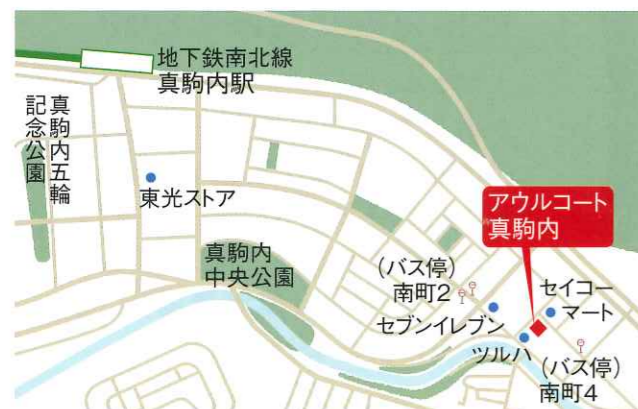 地下鉄南北線
真駒内駅
真駒内五輪
記念公園
東光ストア
真駒内
中央公園
アウルコート
真駒内
(バス停)
南町2
セイコー
マート
セブンイレブン
ツルハ
(バス停)
南町4